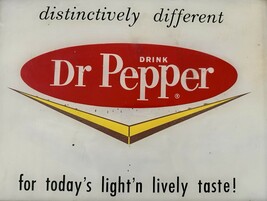 distinctively different
DRINK
Dr Pepper
®
for today's light'n lively taste!